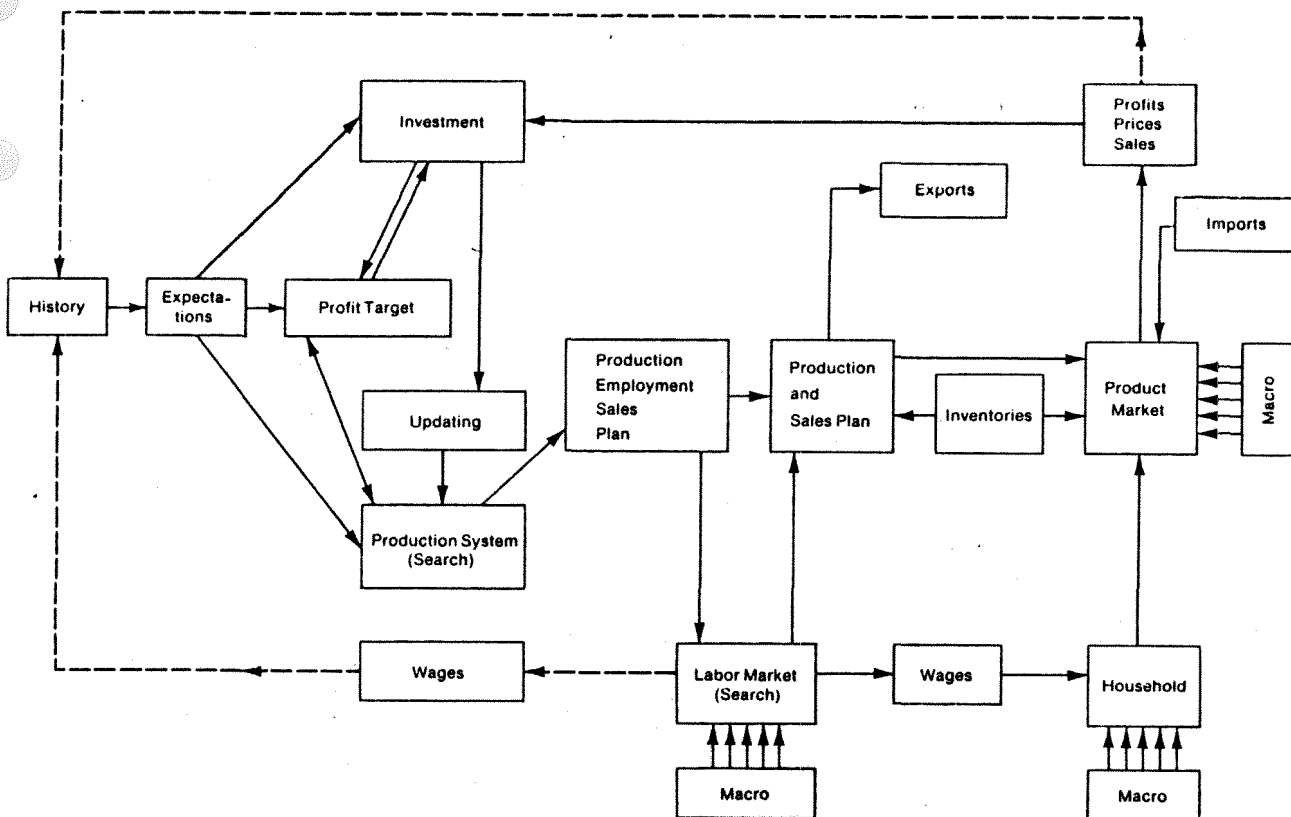 Profits
Prices
Sales
Investment
Exports
Imports
History
Expecta-
tions
Profit Target
Production
Employment
Sales
Plan
Production
and
Sales Plan
Inventories
Product
Market
Macro
Updating
Production System
(Search)
Wages
Labor Market
(Search)
Wages
Household
Macro
Macro